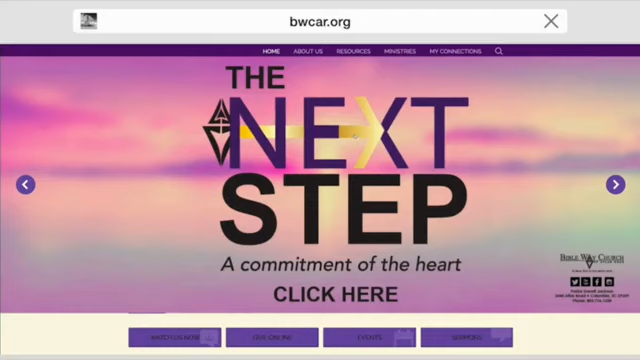 bwcar.org
HOME ABOUT US RESOURCES MINISTRIES MY CONNECTIONS
THE
NEXT
STEP
A commitment of the heart
CLICK HERE
BIBLE WAY CHURCH
WATCH US NOW GIVE ONLINE EVENTS SERMONS